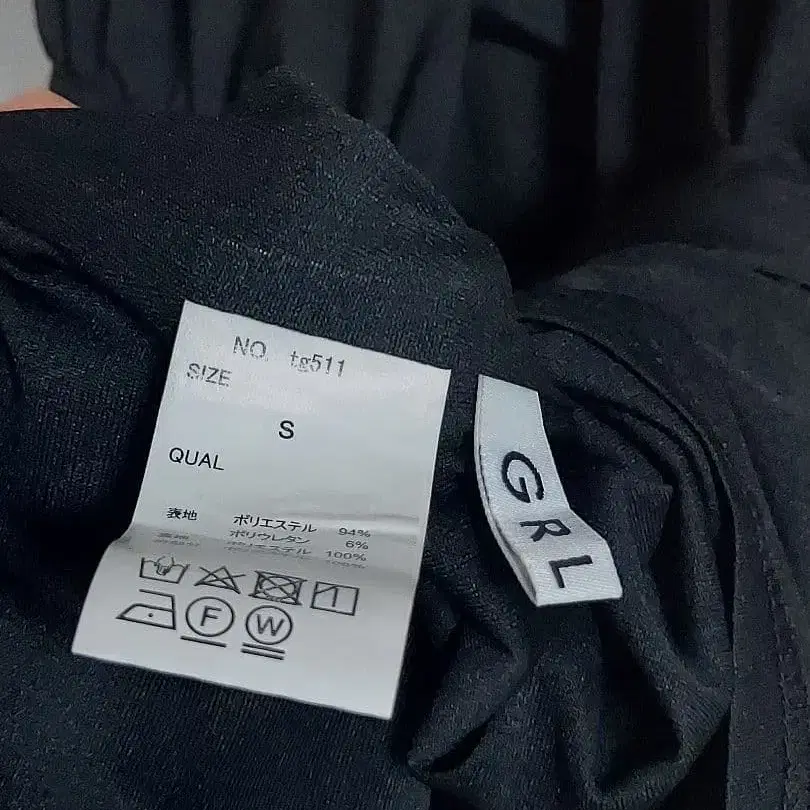 NO. tg511
SIZE
S
QUAL
表地 ポリエステル 94%
ポリウレタン 6%
ポリエステル 100%
100%
F W
GRL